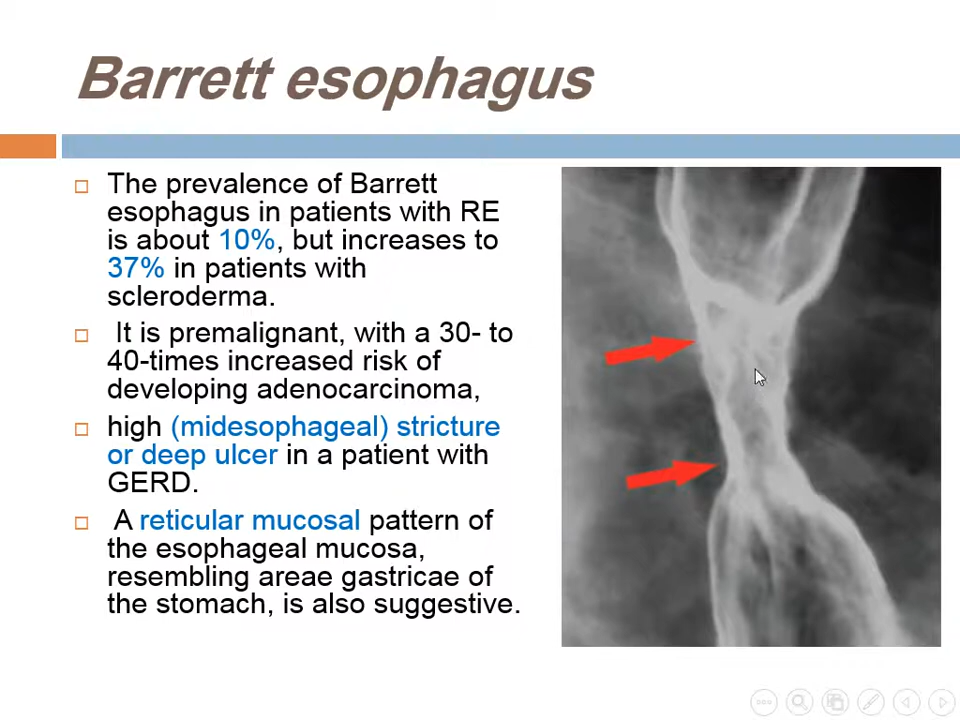 Barrett esophagus
The prevalence of Barrett
esophagus in patients with RE
is about 10%, but increases to
37% in patients with
scleroderma.
It is premalignant, with a 30- to
40-times increased risk of
developing adenocarcinoma,
high (midesophageal) stricture
or deep ulcer in a patient with
GERD.
A reticular mucosal pattern of
the esophageal mucosa,
resembling areae gastricae of
the stomach, is also suggestive.